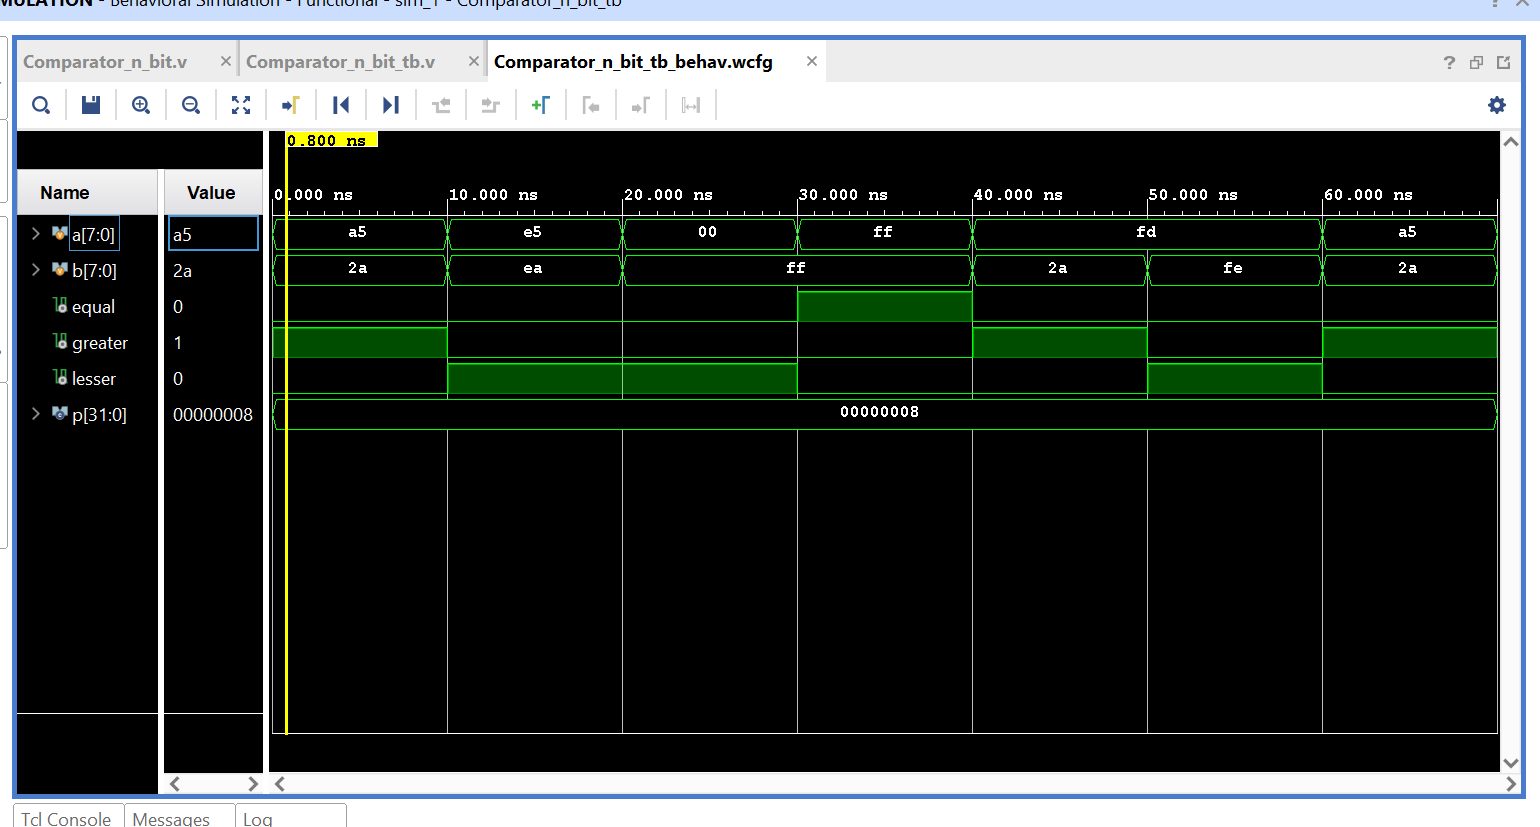 MULATION - Behavioral Simulation - Functional - sim_1 - Comparator_n_bit_tb
Comparator_n_bit.v
Comparator_n_bit_tb.v
Comparator_n_bit_tb_behav.wcfg
0.800 ns
Name Value
0.000 ns 10.000 ns 20.000 ns 30.000 ns 40.000 ns 50.000 ns 60.000 ns
a[7:0] a5 a5 e5 00 ff fd a5
b[7:0] 2a 2a ea ff 2a fe 2a
equal 0
greater 1
lesser 0
p[31:0] 00000008 00000008
Tcl Console Messages Log